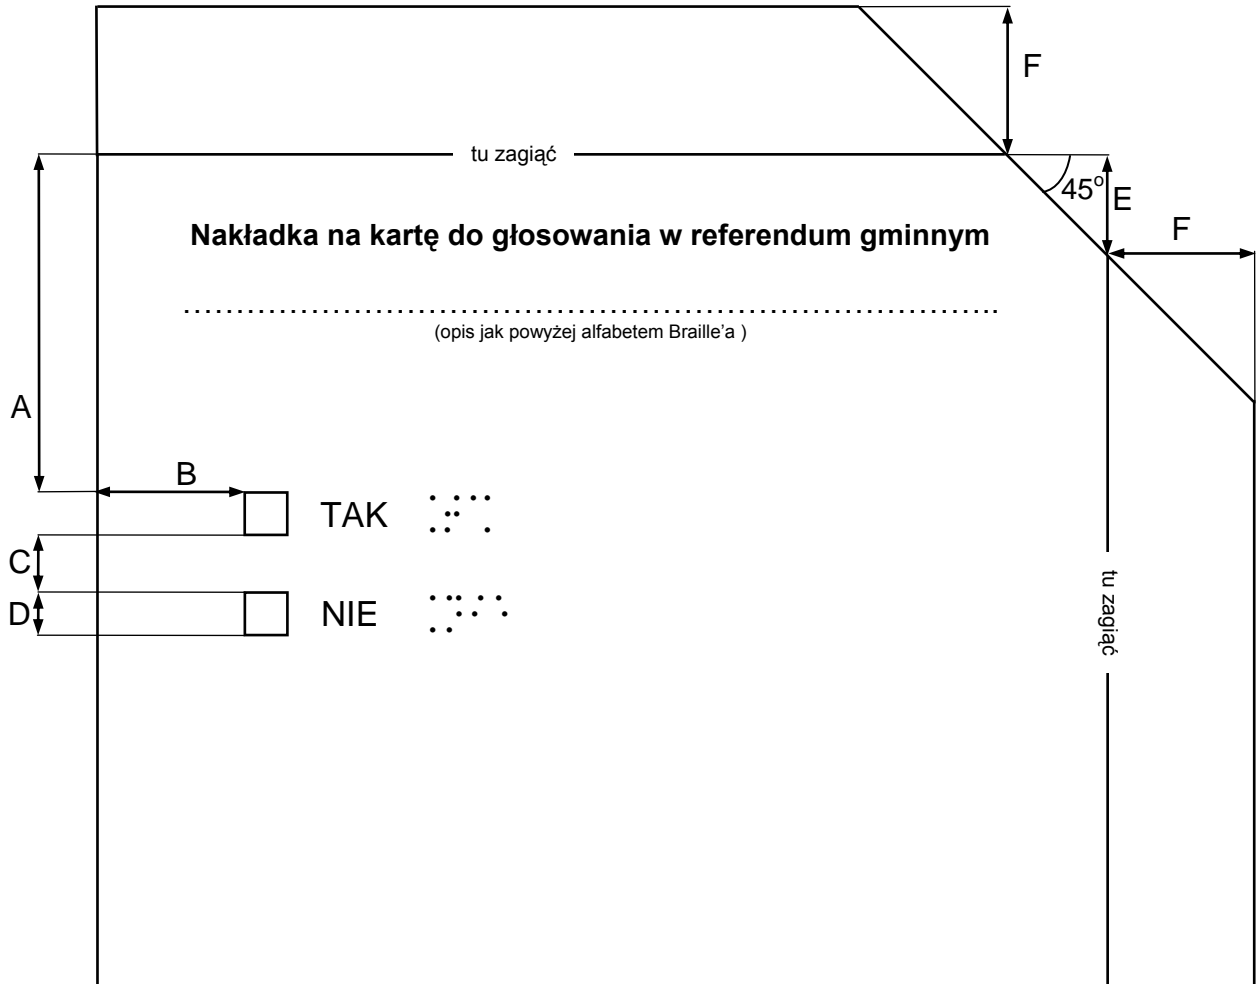 F
tu zagiąć
45°
E
Nakładka na kartę do głosowania w referendum gminnym
F
................................................................
(opis jak powyżej alfabetem Braille'a )
A
B
TAK ⠠⠞⠁⠅
C
tu zagiąć
D
NIE ⠠⠝⠊⠑